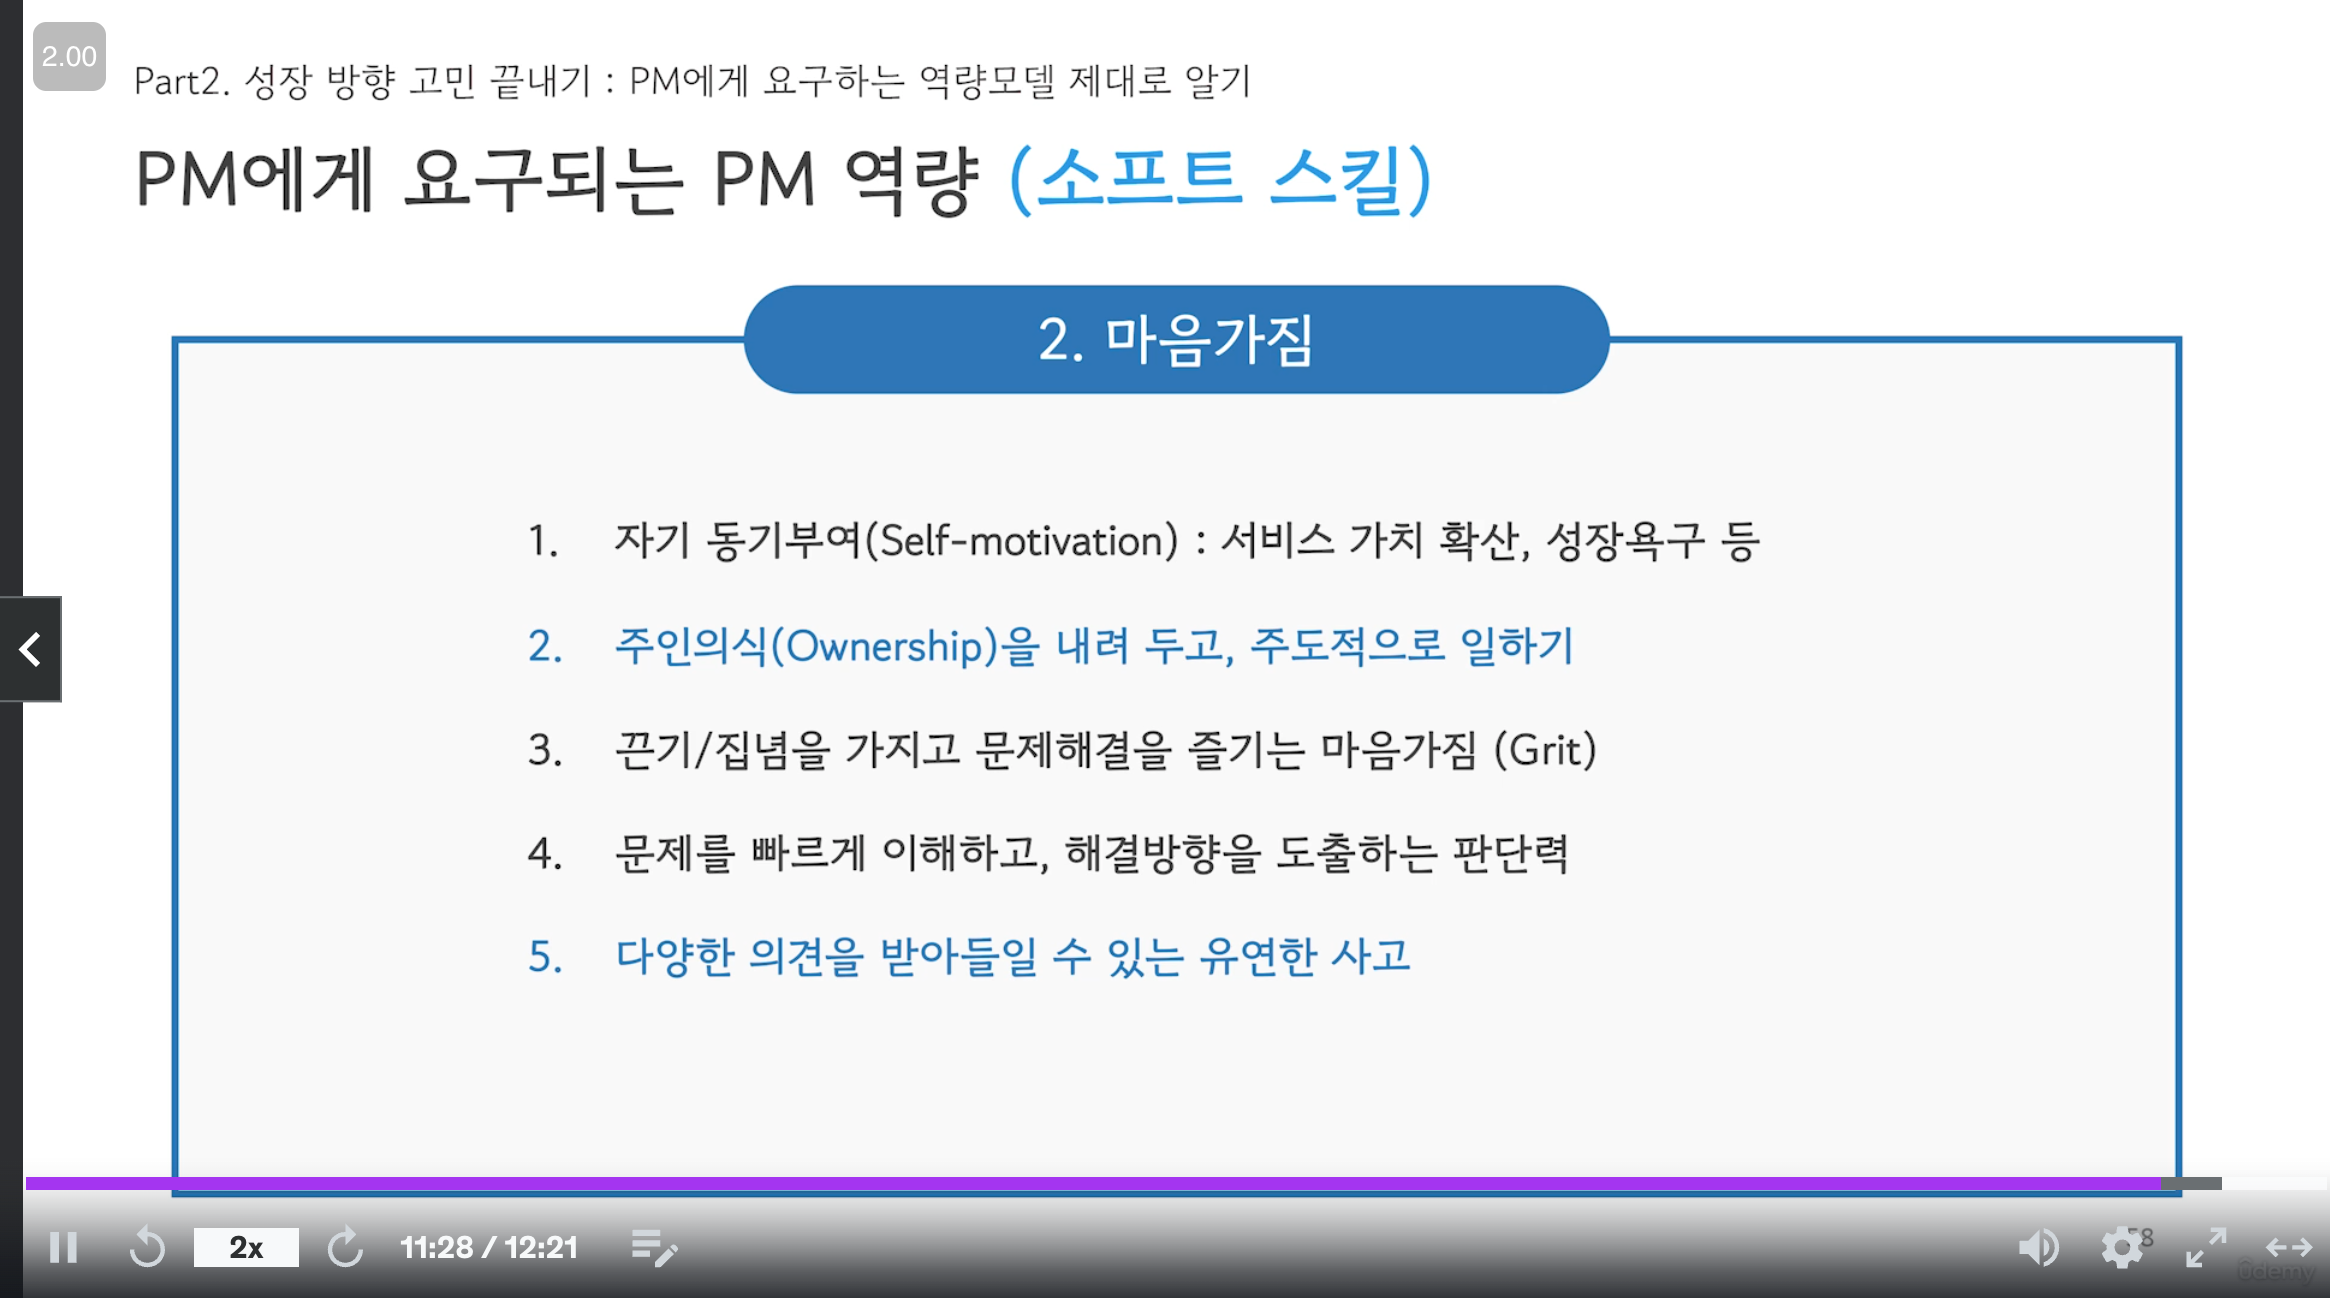 2.00
Part2. 성장 방향 고민 끝내기 : PM에게 요구하는 역량모델 제대로 알기
PM에게 요구되는 PM 역량 (소프트 스킬)
2. 마음가짐
1. 자기 동기부여(Self-motivation) : 서비스 가치 확산, 성장욕구 등
2. 주인의식(Ownership)을 내려 두고, 주도적으로 일하기
3. 끈기/집념을 가지고 문제해결을 즐기는 마음가짐 (Grit)
4. 문제를 빠르게 이해하고, 해결방향을 도출하는 판단력
5. 다양한 의견을 받아들일 수 있는 유연한 사고
2x
11:28 / 12:21
udemy